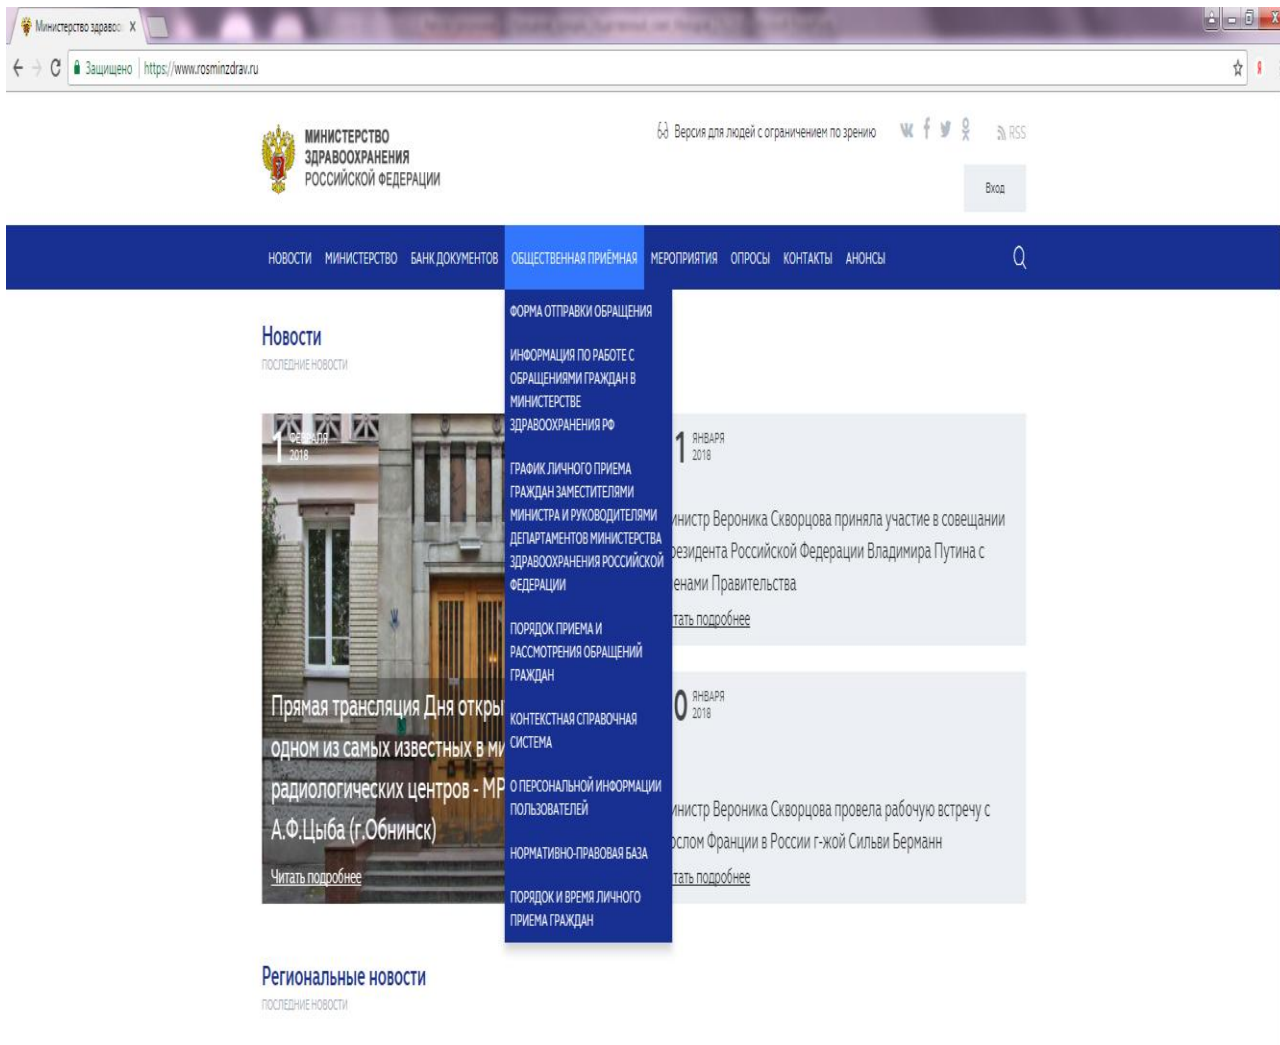 Министерство здравоо
Защищено https://www.rosminzdrav.ru
МИНИСТЕРСТВО
ЗДРАВООХРАНЕНИЯ
РОССИЙСКОЙ ФЕДЕРАЦИИ
Версия для людей с ограничением по зрению
RSS
Вход
НОВОСТИ МИНИСТЕРСТВО БАНК ДОКУМЕНТОВ ОБЩЕСТВЕННАЯ ПРИЁМНАЯ МЕРОПРИЯТИЯ ОПРОСЫ КОНТАКТЫ АНОНСЫ
ФОРМА ОТПРАВКИ ОБРАЩЕНИЯ
ИНФОРМАЦИЯ ПО РАБОТЕ С
ОБРАЩЕНИЯМИ ГРАЖДАН В
МИНИСТЕРСТВЕ
ЗДРАВООХРАНЕНИЯ РФ
ГРАФИК ЛИЧНОГО ПРИЕМА
ГРАЖДАН ЗАМЕСТИТЕЛЯМИ
МИНИСТРА И РУКОВОДИТЕЛЯМИ
ДЕПАРТАМЕНТОВ МИНИСТЕРСТВА
ЗДРАВООХРАНЕНИЯ РОССИЙСКОЙ
ФЕДЕРАЦИИ
ПОРЯДОК ПРИЕМА И
РАССМОТРЕНИЯ ОБРАЩЕНИЙ
ГРАЖДАН
КОНТЕКСТНАЯ СПРАВОЧНАЯ
СИСТЕМА
О ПЕРСОНАЛЬНОЙ ИНФОРМАЦИИ
ПОЛЬЗОВАТЕЛЕЙ
НОРМАТИВНО-ПРАВОВАЯ БАЗА
ПОРЯДОК И ВРЕМЯ ЛИЧНОГО
ПРИЕМА ГРАЖДАН
Новости
ПОСЛЕДНИЕ НОВОСТИ
1 ФЕВРАЛЯ
2018
Прямая трансляция Дня откры
одном из самых известных в ми
радиологических центров - МР
А.Ф.Цыба (г.Обнинск)
Читать подробнее
1 ЯНВАРЯ
2018
инистр Вероника Скворцова приняла участие в совещании
резидента Российской Федерации Владимира Путина с
енами Правительства
тать подробнее
0 ЯНВАРЯ
2018
инистр Вероника Скворцова провела рабочую встречу с
ослом Франции в России г-жой Сильви Берманн
тать подробнее
Региональные новости
ПОСЛЕДНИЕ НОВОСТИ